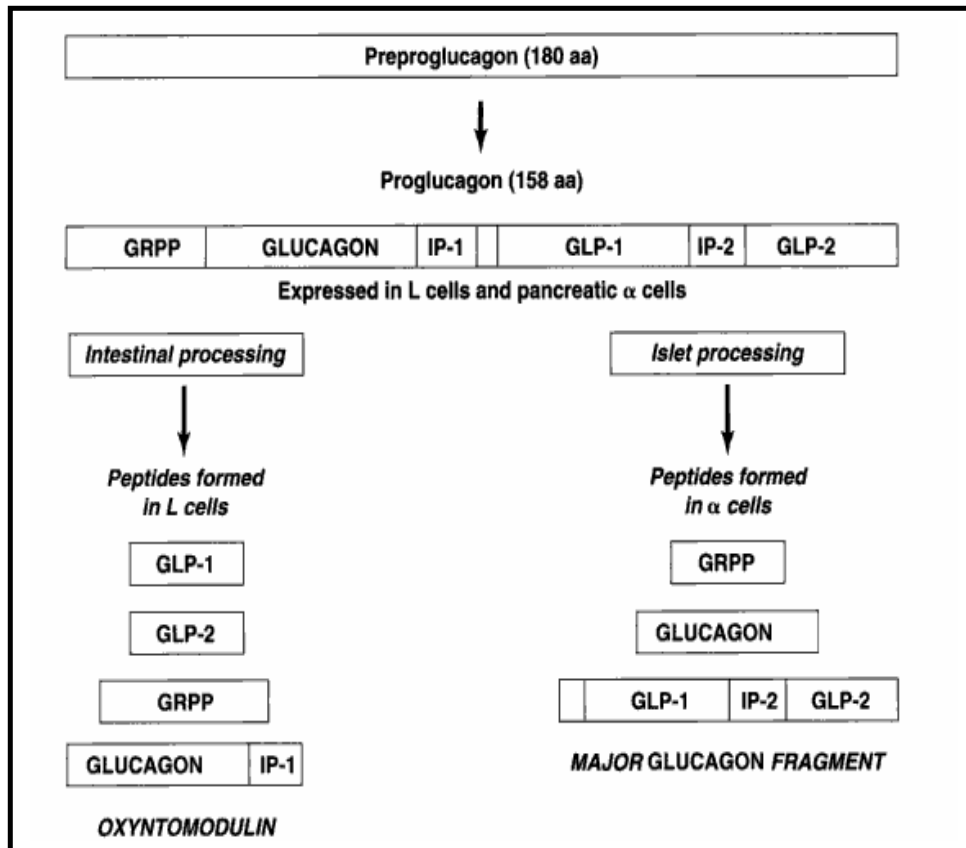 Preproglucagon (180 aa)
Proglucagon (158 aa)
GRPP GLUCAGON IP-1 GLP-1 IP-2 GLP-2
Expressed in L cells and pancreatic α cells
Intestinal processing
Islet processing
Peptides formed
in L cells
Peptides formed
in α cells
GLP-1
GLP-2
GRPP
GLUCAGON IP-1
OXYNTOMODULIN
GRPP
GLUCAGON
GLP-1 IP-2 GLP-2
MAJOR GLUCAGON FRAGMENT